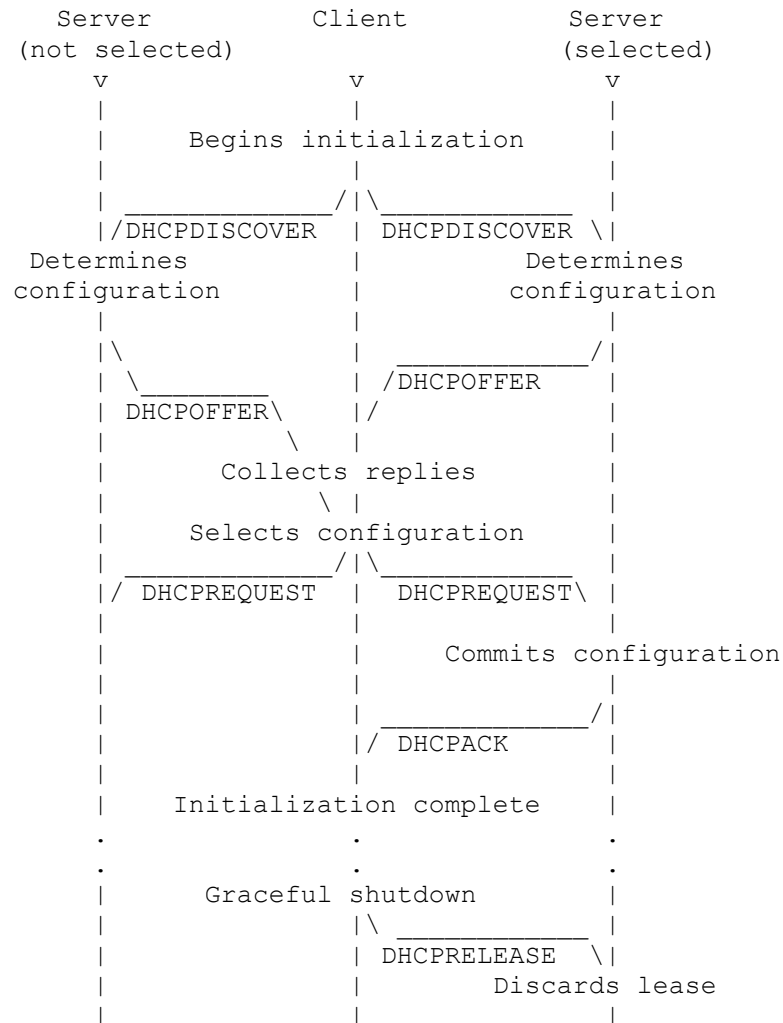 Server Client Server
(not selected) (selected)
v v v
Begins initialization
DHCPDISCOVER DHCPDISCOVER
Determines Determines
configuration configuration
DHCPOFFER
DHCPOFFER
Collects replies
Selects configuration
DHCPREQUEST DHCPREQUEST
Commits configuration
DHCPACK
Initialization complete
. . .
. . .
Graceful shutdown
DHCPRELEASE
Discards lease